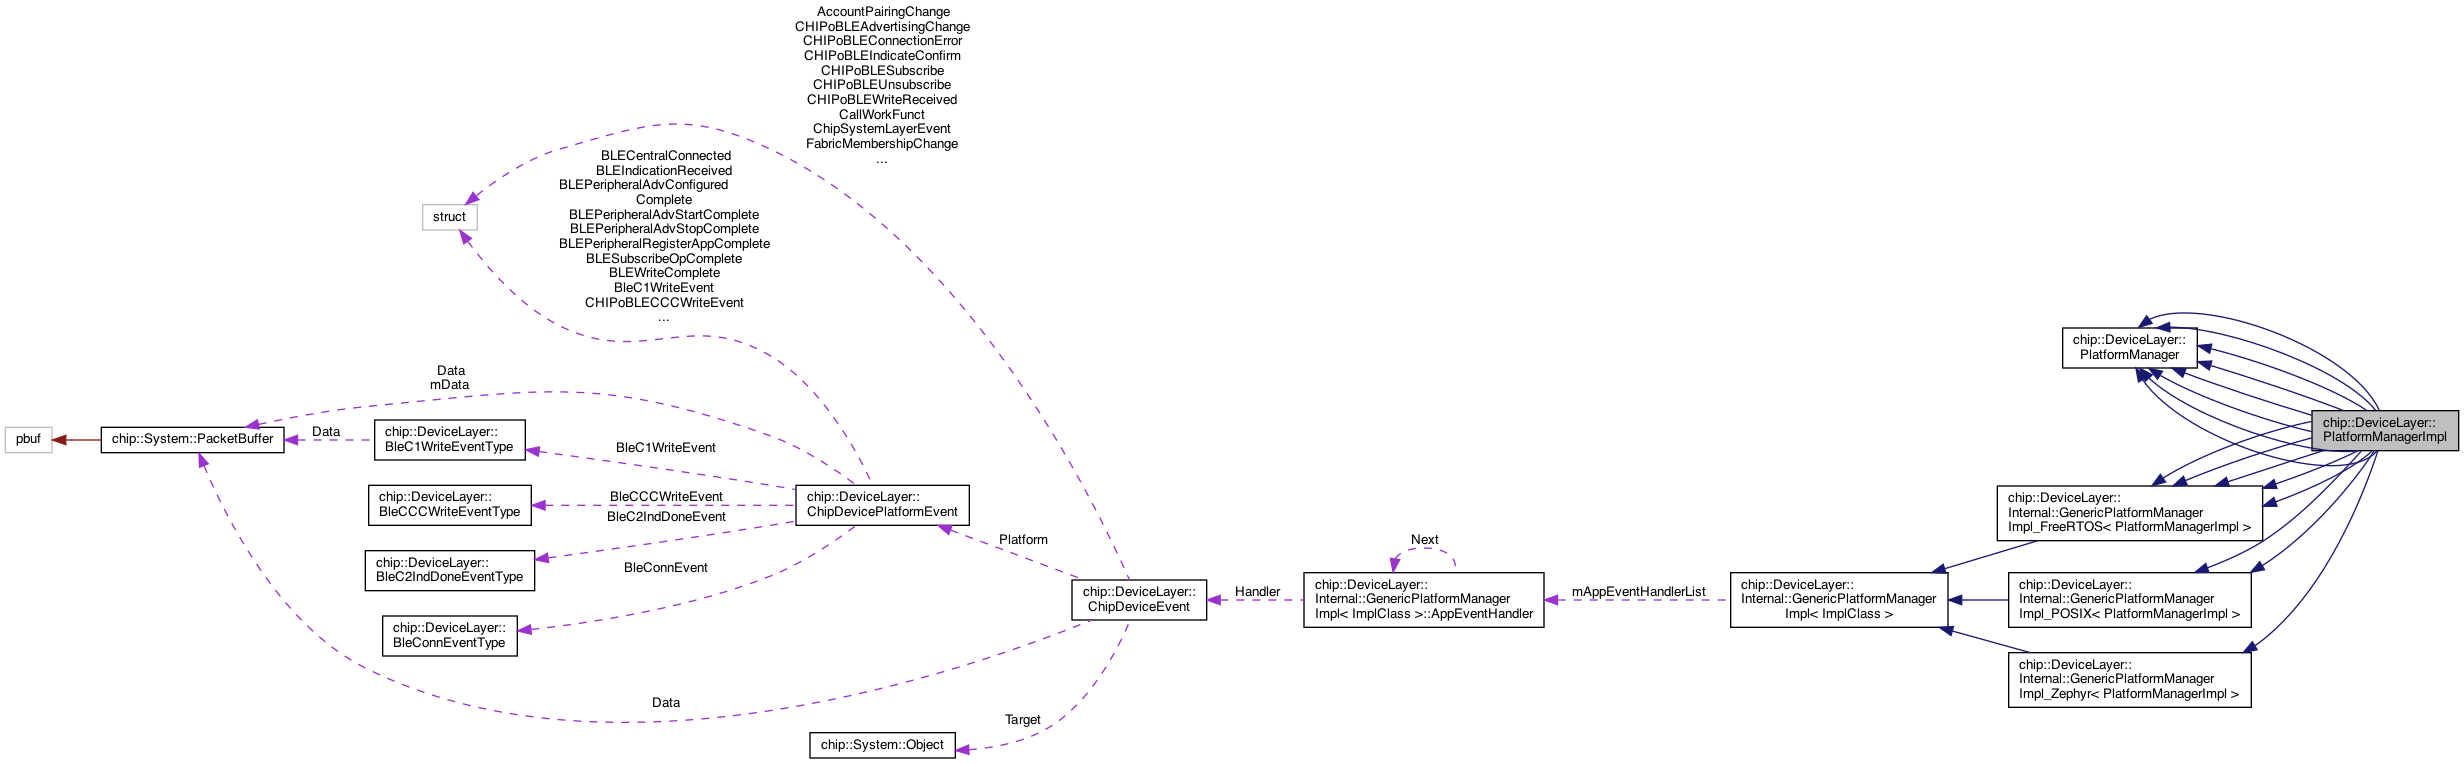 AccountPairingChange
CHIPoBLEAdvertisingChange
CHIPoBLEConnectionError
CHIPoBLEIndicateConfirm
CHIPoBLESubscribe
CHIPoBLEUnsubscribe
CHIPoBLEWriteReceived
CallWorkFunct
ChipSystemLayerEvent
FabricMembershipChange
...
BLECentralConnected
BLEIndicationReceived
BLEPeripheralAdvConfigured
Complete
BLEPeripheralAdvStartComplete
BLEPeripheralAdvStopComplete
BLEPeripheralRegisterAppComplete
BLESubscribeOpComplete
BLEWriteComplete
BleC1WriteEvent
CHIPoBLECCCWriteEvent
...
struct
Data
mData
pbuf
chip::System::PacketBuffer
Data
chip::DeviceLayer::
BleC1WriteEventType
BleC1WriteEvent
chip::DeviceLayer::
BleCCCWriteEventType
BleCCCWriteEvent
BleC2IndDoneEvent
chip::DeviceLayer::
ChipDevicePlatformEvent
chip::DeviceLayer::
BleC2IndDoneEventType
BleConnEvent
chip::DeviceLayer::
BleConnEventType
Platform
chip::DeviceLayer::
ChipDeviceEvent
Data
Target
chip::System::Object
Handler
Next
chip::DeviceLayer::
Internal::GenericPlatformManager
Impl< ImplClass >::AppEventHandler
mAppEventHandlerList
chip::DeviceLayer::
Internal::GenericPlatformManager
Impl< ImplClass >
chip::DeviceLayer::
PlatformManager
chip::DeviceLayer::
PlatformManagerImpl
chip::DeviceLayer::
Internal::GenericPlatformManager
Impl_FreeRTOS< PlatformManagerImpl >
chip::DeviceLayer::
Internal::GenericPlatformManager
Impl_POSIX< PlatformManagerImpl >
chip::DeviceLayer::
Internal::GenericPlatformManager
Impl_Zephyr< PlatformManagerImpl >